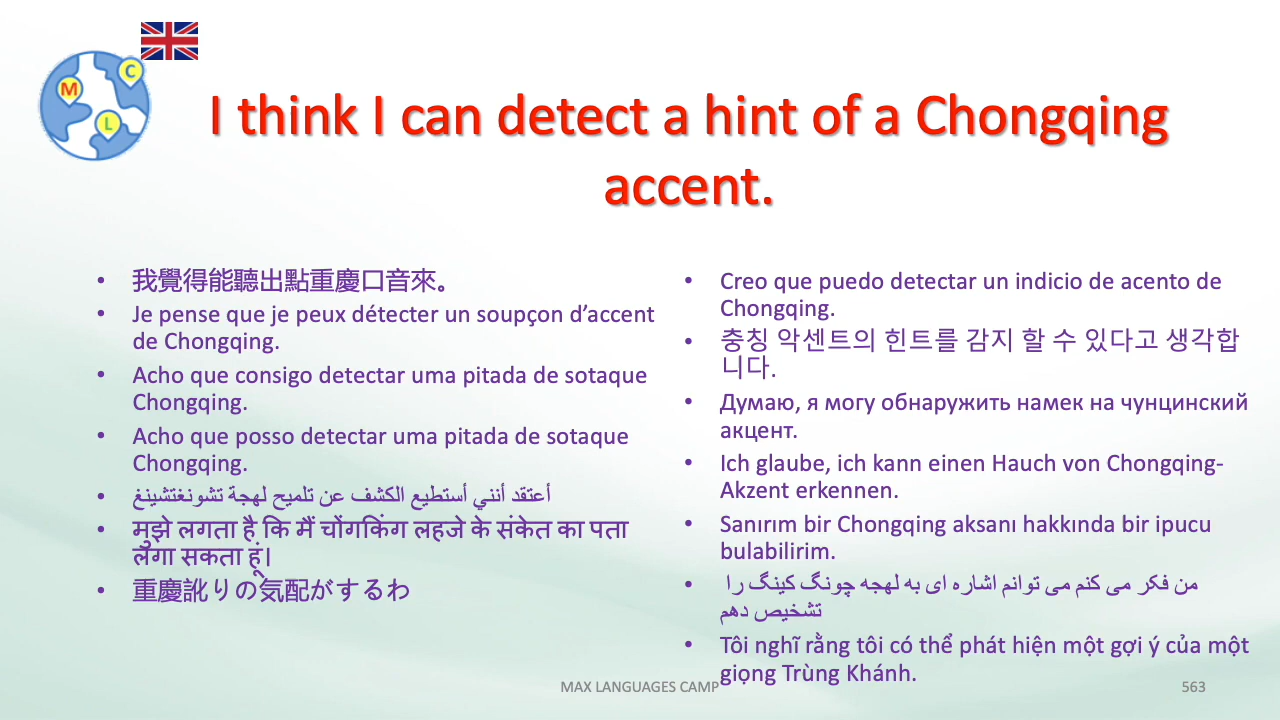 M
C
L
I think I can detect a hint of a Chongqing
accent.
• 我覺得能聽出點重慶口音來。
• Je pense que je peux détecter un soupçon d’accent
de Chongqing.
• Acho que consigo detectar uma pitada de sotaque
Chongqing.
• Acho que posso detectar uma pitada de sotaque
Chongqing.
• أعتقد أنني أستطيع الكشف عن تلميح لهجة تشونغتشينغ
• मुझे लगता है कि मैं चोंगकिंग लहजे के संकेत का पता
लगा सकता हूं।
• 重慶訛りの気配がするわ
• Creo que puedo detectar un indicio de acento de
Chongqing.
• 충칭 악센트의 힌트를 감지 할 수 있다고 생각합
니다.
• Думаю, я могу обнаружить намек на чунцинский
акцент.
• Ich glaube, ich kann einen Hauch von Chongqing-
Akzent erkennen.
• Sanırım bir Chongqing aksanı hakkında bir ipucu
bulabilirim.
• من فکر می کنم می توانم اشاره ای به لهجه چونگ کینگ را
تشخیص دهم
• Tôi nghĩ rằng tôi có thể phát hiện một gợi ý của một
giọng Trùng Khánh.
MAX LANGUAGES CAMP
563